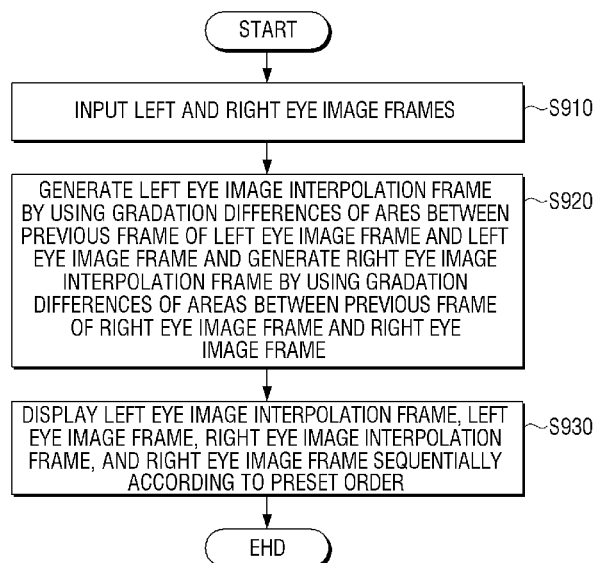 START
INPUT LEFT AND RIGHT EYE IMAGE FRAMES
S910
GENERATE LEFT EYE IMAGE INTERPOLATION FRAME
BY USING GRADATION DIFFERENCES OF ARES BETWEEN
PREVIOUS FRAME OF LEFT EYE IMAGE FRAME AND LEFT
EYE IMAGE FRAME AND GENERATE RIGHT EYE IMAGE
INTERPOLATION FRAME BY USING GRADATION
DIFFERENCES OF AREAS BETWEEN PREVIOUS FRAME
OF RIGHT EYE IMAGE FRAME AND RIGHT EYE
IMAGE FRAME
S920
DISPLAY LEFT EYE IMAGE INTERPOLATION FRAME, LEFT
EYE IMAGE FRAME, RIGHT EYE IMAGE INTERPOLATION
FRAME, AND RIGHT EYE IMAGE FRAME SEQUENTIALLY
ACCORDING TO PRESET ORDER
S930
EHD